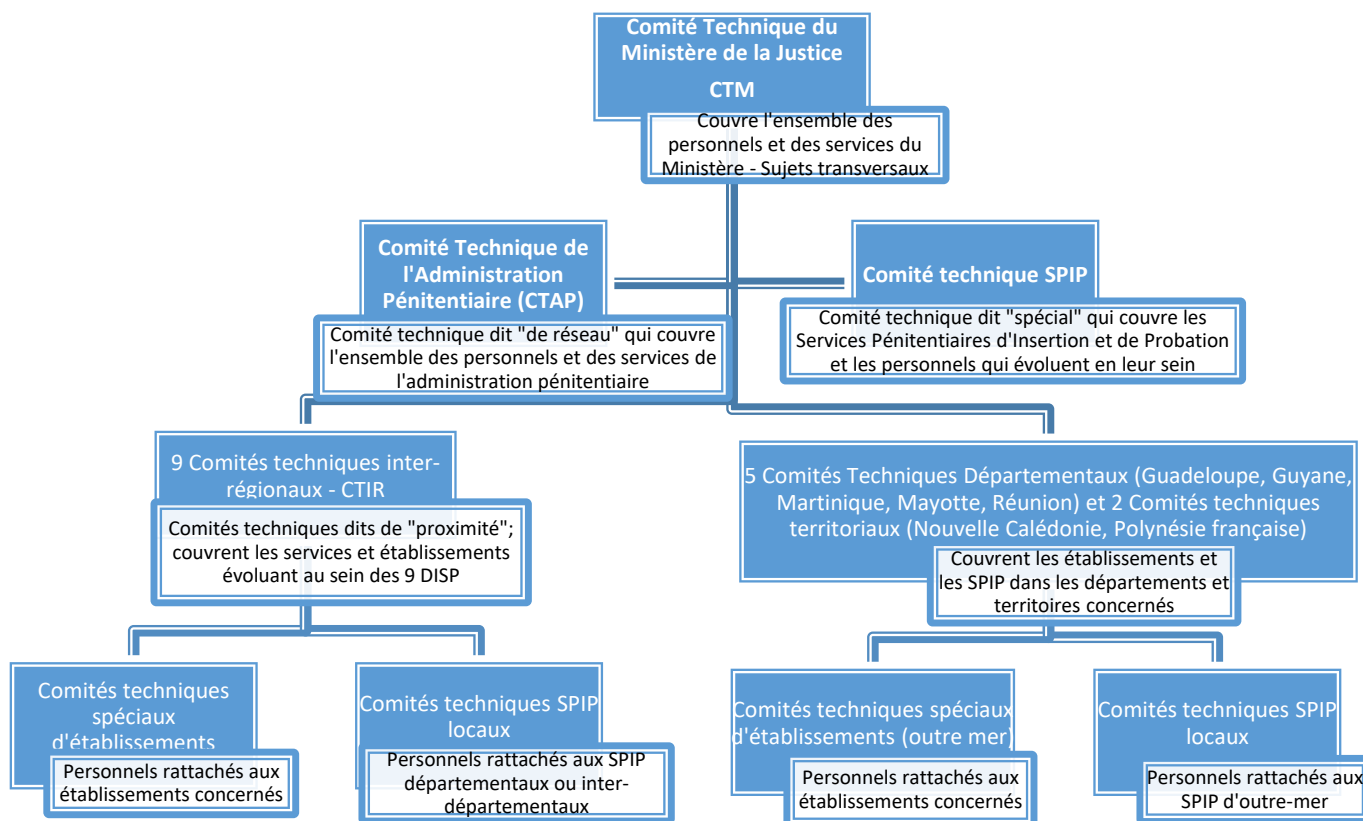 Comité Technique du
Ministère de la Justice
CTM
Couvre l'ensemble des
personnels et des services du
Ministère - Sujets transversaux
Comité Technique de
l'Administration
Pénitentiaire (CTAP)
Comité technique dit "de réseau" qui couvre
l'ensemble des personnels et des services de
l'administration pénitentiaire
Comité technique SPIP
Comité technique dit "spécial" qui couvre les
Services Pénitentiaires d'Insertion et de Probation
et les personnels qui évoluent en leur sein
9 Comités techniques inter-
régionaux - CTIR
Comités techniques dits de "proximité";
couvrent les services et établissements
évoluant au sein des 9 DISP
5 Comités Techniques Départementaux (Guadeloupe, Guyane,
Martinique, Mayotte, Réunion) et 2 Comités techniques
territoriaux (Nouvelle Calédonie, Polynésie française)
Couvrent les établissements et
les SPIP dans les départements et
territoires concernés
Comités techniques
spéciaux
d'établissements
Personnels rattachés aux
établissements concernés
Comités techniques SPIP
locaux
Personnels rattachés aux SPIP
départementaux ou inter-
départementaux
Comités techniques spéciaux
d'établissements (outre mer)
Personnels rattachés aux
établissements concernés
Comités techniques SPIP
locaux
Personnels rattachés aux
SPIP d'outre-mer